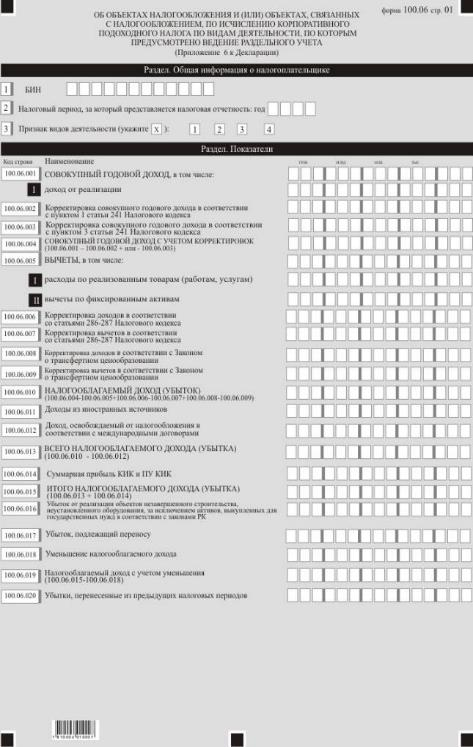 форма 100.06 стр. 01
ОБ ОБЪЕКТАХ НАЛОГООБЛОЖЕНИЯ И (ИЛИ) ОБЪЕКТАХ, СВЯЗАННЫХ
С НАЛОГООБЛОЖЕНИЕМ, ПО ИСЧИСЛЕНИЮ КОРПОРАТИВНОГО
ПОДОХОДНОГО НАЛОГА ПО ВИДАМ ДЕЯТЕЛЬНОСТИ, ПО КОТОРЫМ
ПРЕДУСМОТРЕНО ВЕДЕНИЕ РАЗДЕЛЬНОГО УЧЕТА
(Приложение 6 к Декларации)
Раздел. Общая информация о налогоплательщике
1 БИН
2 Налоговый период, за который представляется налоговая отчетность: год
3 Признак видов деятельности (укажите X ): 1 2 3 4
Раздел. Показатели
Код строки Наименование
100.06.001 СОВОКУПНЫЙ ГОДОВОЙ ДОХОД, в том числе:
I доход от реализации
100.06.002 Корректировка совокупного годового дохода в соответствии
с пунктом 1 статьи 241 Налогового кодекса
100.06.003 Корректировка совокупного годового дохода в соответствии
с пунктом 3 статьи 241 Налогового кодекса
100.06.004 СОВОКУПНЫЙ ГОДОВОЙ ДОХОД С УЧЕТОМ КОРРЕКТИРОВОК
(100.06.001 – 100.06.002 + или - 100.06.003)
100.06.005 ВЫЧЕТЫ, в том числе:
I расходы по реализованным товарам (работам, услугам)
II вычеты по фиксированным активам
100.06.006 Корректировка доходов в соответствии
со статьями 286-287 Налогового кодекса
100.06.007 Корректировка вычетов в соответствии
со статьями 286-287 Налогового кодекса
100.06.008 Корректировка доходов в соответствии с Законом
о трансфертном ценообразовании
100.06.009 Корректировка вычетов в соответствии с Законом
о трансфертном ценообразовании
100.06.010 НАЛОГООБЛАГАЕМЫЙ ДОХОД (УБЫТОК)
(100.06.004-100.06.005+100.06.006-100.06.007+100.06.008-100.06.009)
100.06.011 Доходы из иностранных источников
100.06.012 Доход, освобождаемый от налогообложения в
соответствии с международными договорами
100.06.013 ВСЕГО НАЛОГООБЛАГАЕМОГО ДОХОДА (УБЫТКА)
(100.06.010 - 100.06.012)
100.06.014 Суммарная прибыль КИК и ПУ КИК
100.06.015 ИТОГО НАЛОГООБЛАГАЕМОГО ДОХОДА (УБЫТКА)
(100.06.013 + 100.06.014)
100.06.016 Убыток от реализации объектов незавершенного строительства,
неустановленного оборудования, за исключением активов, выкупленных для
государственных нужд в соответствии с законами РК
100.06.017 Убыток, подлежащий переносу
100.06.018 Уменьшение налогооблагаемого дохода
100.06.019 Налогооблагаемый доход с учетом уменьшения
(100.06.015-100.06.018)
100.06.020 Убытки, перенесенные из предыдущих налоговых периодов